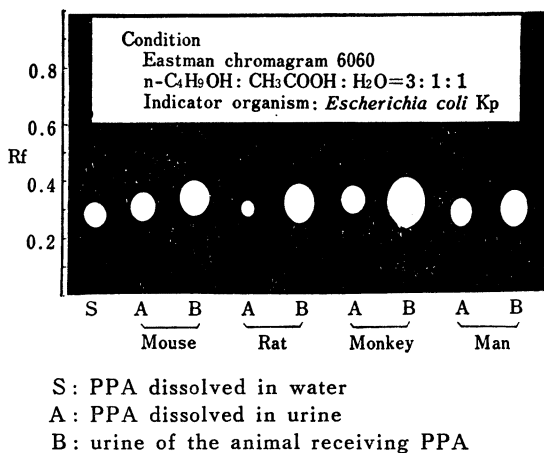 Condition
Eastman chromagram 6060
n-C4H9OH: CH3COOH: H2O=3: 1: 1
Indicator organism: Escherichia coli Kp
0.8
0.6
Rf
0.4
0.2
S A B A B A B A B
Mouse Rat Monkey Man
S: PPA dissolved in water
A: PPA dissolved in urine
B: urine of the animal receiving PPA